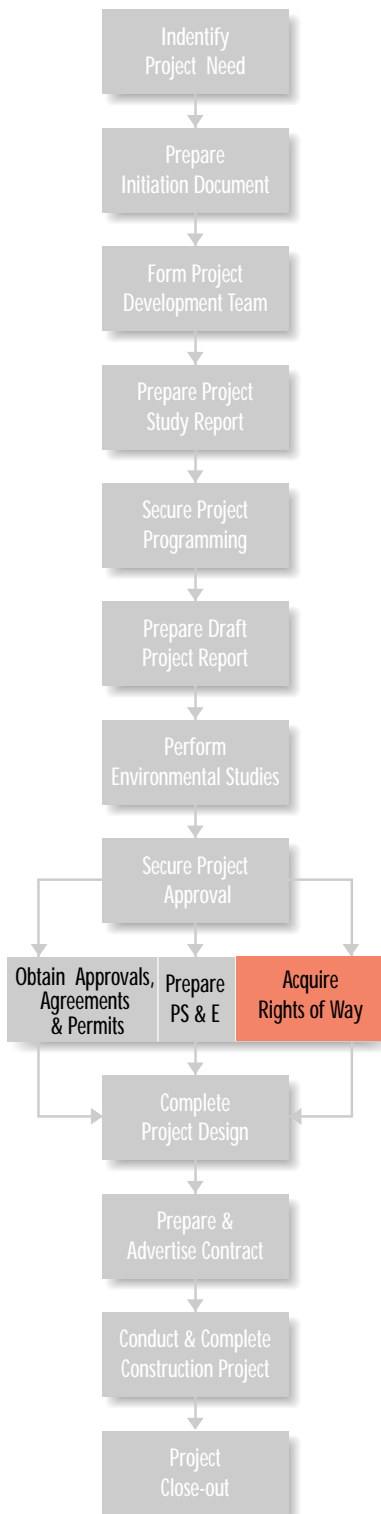 Indentify
Project Need
Prepare
Initiation Document
Form Project
Development Team
Prepare Project
Study Report
Secure Project
Programming
Prepare Draft
Project Report
Perform
Environmental Studies
Secure Project
Approval
Obtain Approvals,
Agreements
& Permits
Prepare
PS & E
Acquire
Rights of Way
Complete
Project Design
Prepare &
Advertise Contract
Conduct & Complete
Construction Project
Project
Close-out